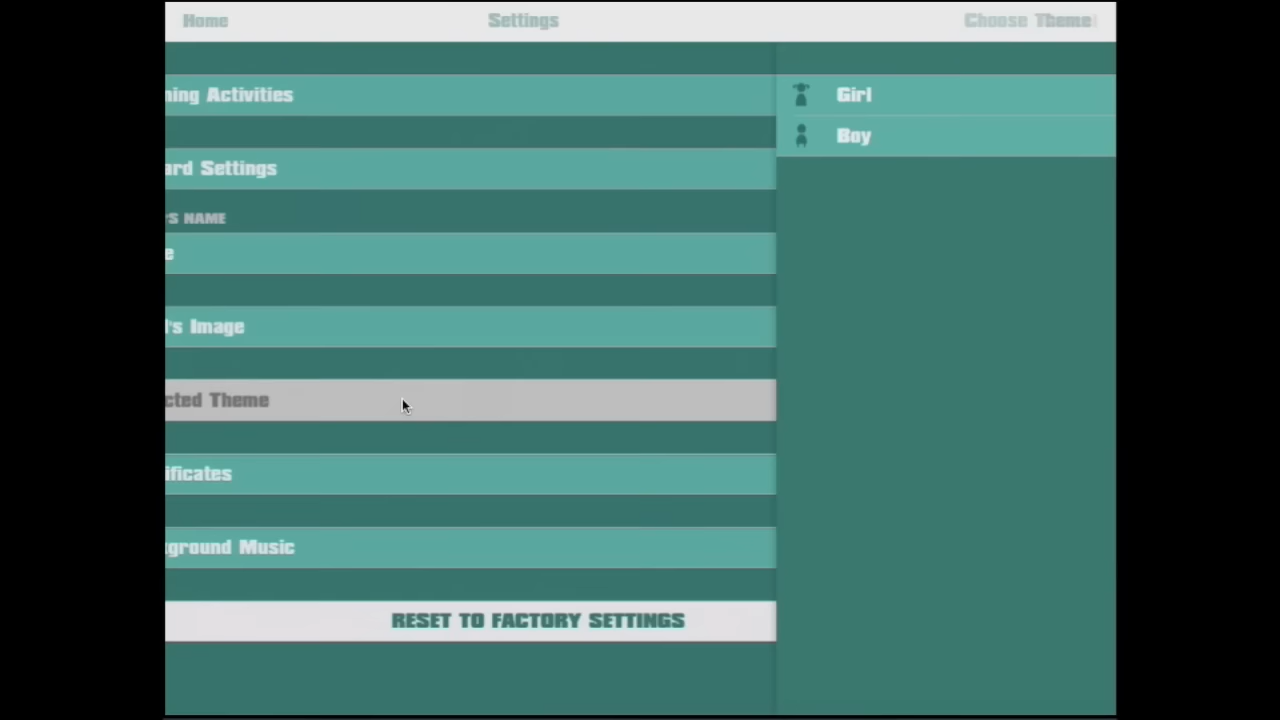 Home
Settings
Choose Theme
ning Activities
ard Settings
'S NAME
e
l's Image
cted Theme
ificates
ground Music
RESET TO FACTORY SETTINGS
Girl
Boy